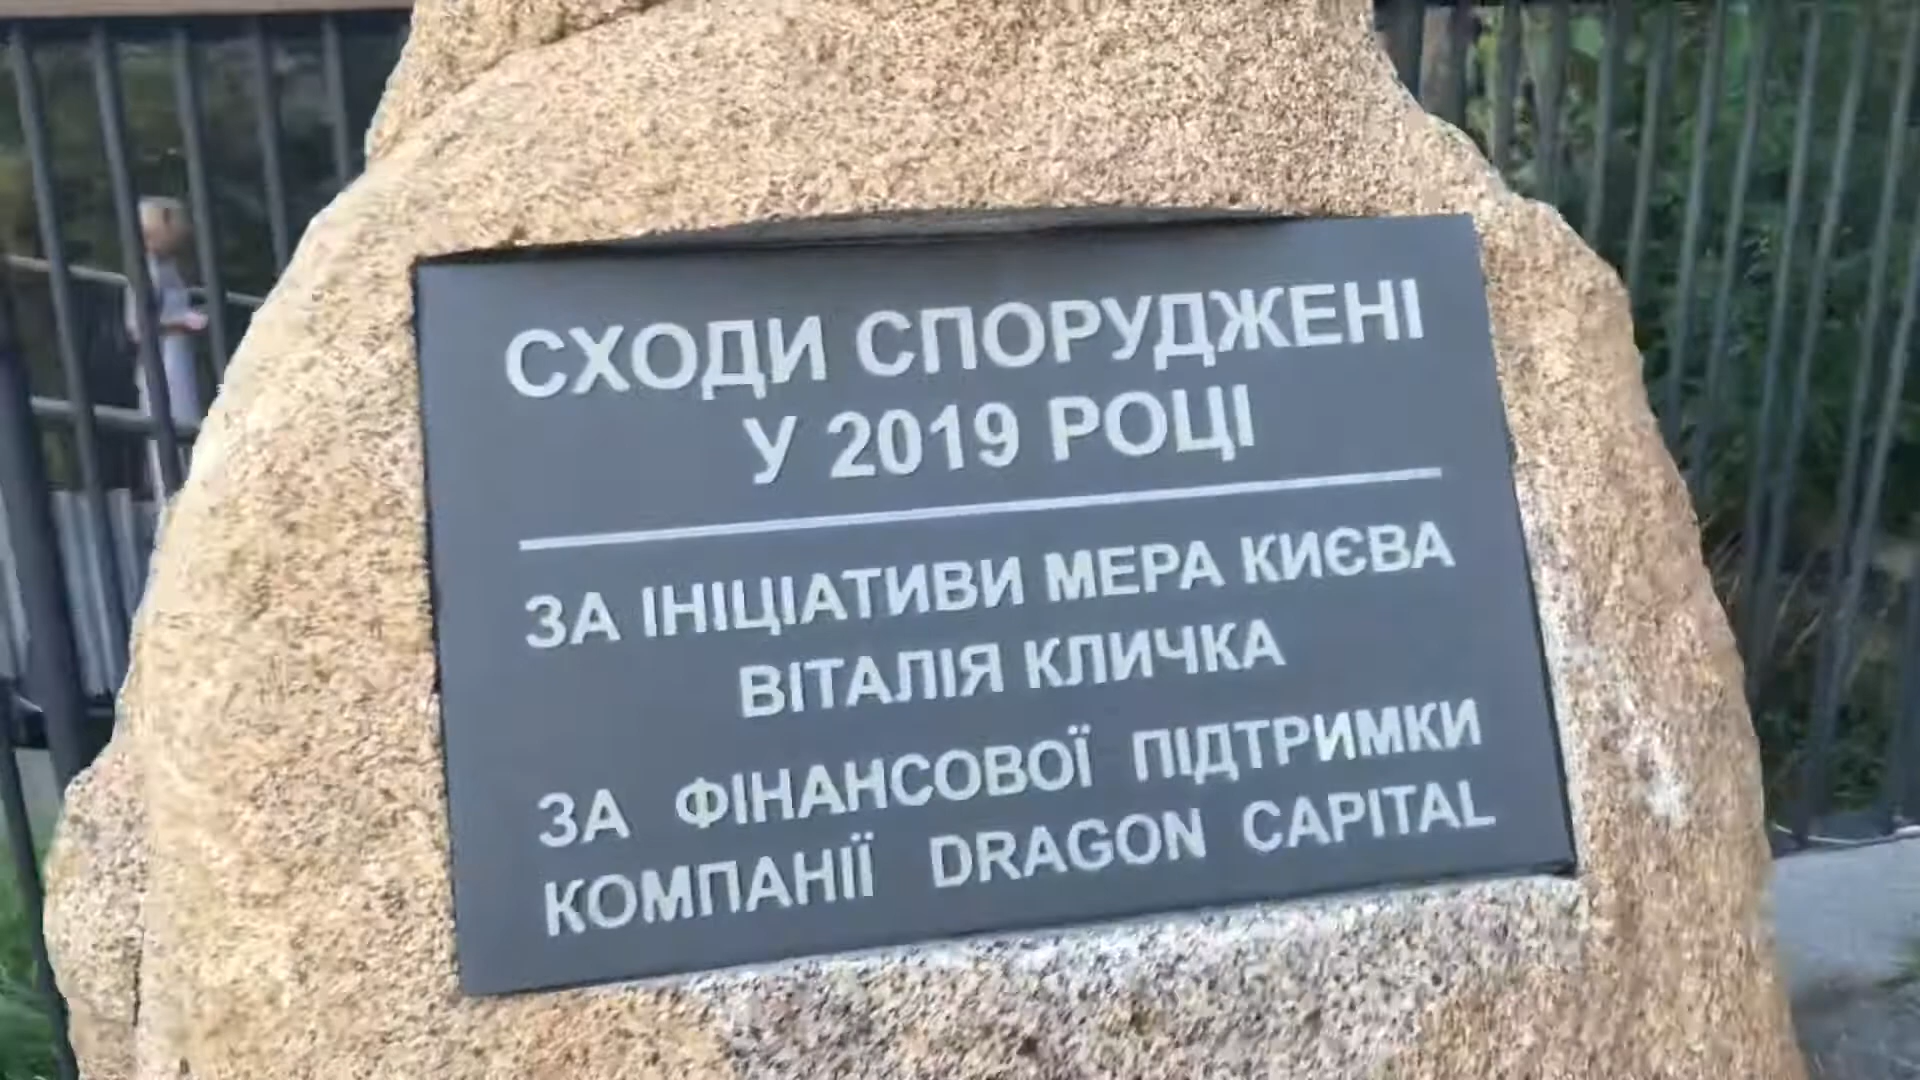 СХОДИ СПОРУДЖЕНІ
У 2019 РОЦІ
ЗА ІНІЦІАТИВИ МЕРА КИЄВА
ВІТАЛІЯ КЛИЧКА
ЗА ФІНАНСОВОЇ ПІДТРИМКИ
КОМПАНІЇ DRAGON CAPITAL